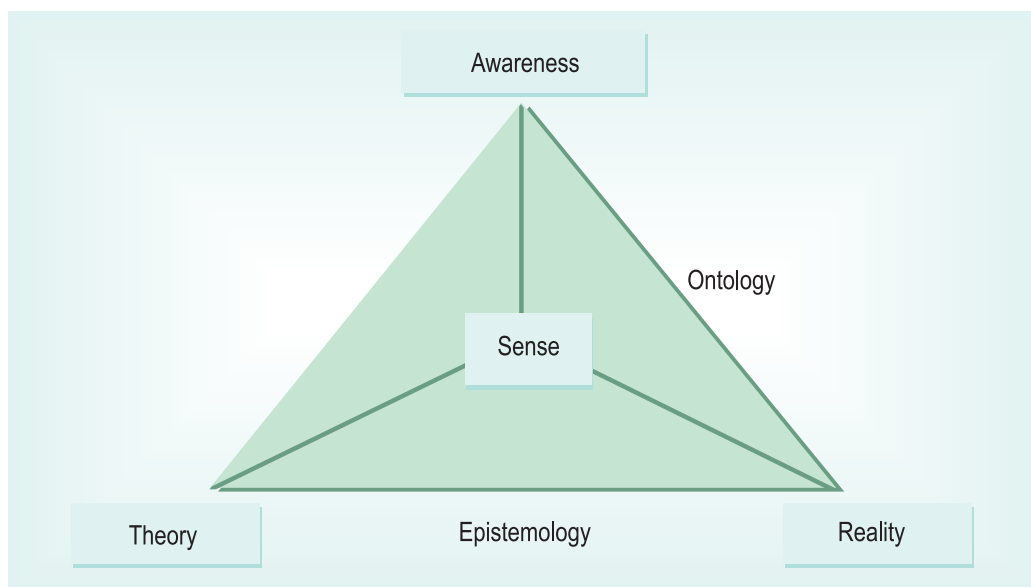 Awareness
Ontology
Sense
Theory
Epistemology
Reality